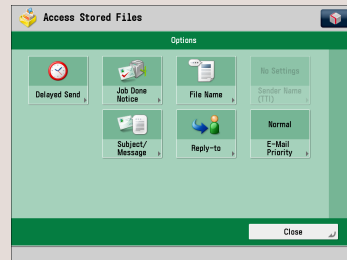 Access Stored Files
Options
Delayed Send
Job Done
Notice
File Name
No Settings
Sender Name
(TTI)
Subject/
Message
Reply-to
Normal
E-Mail
Priority
Close